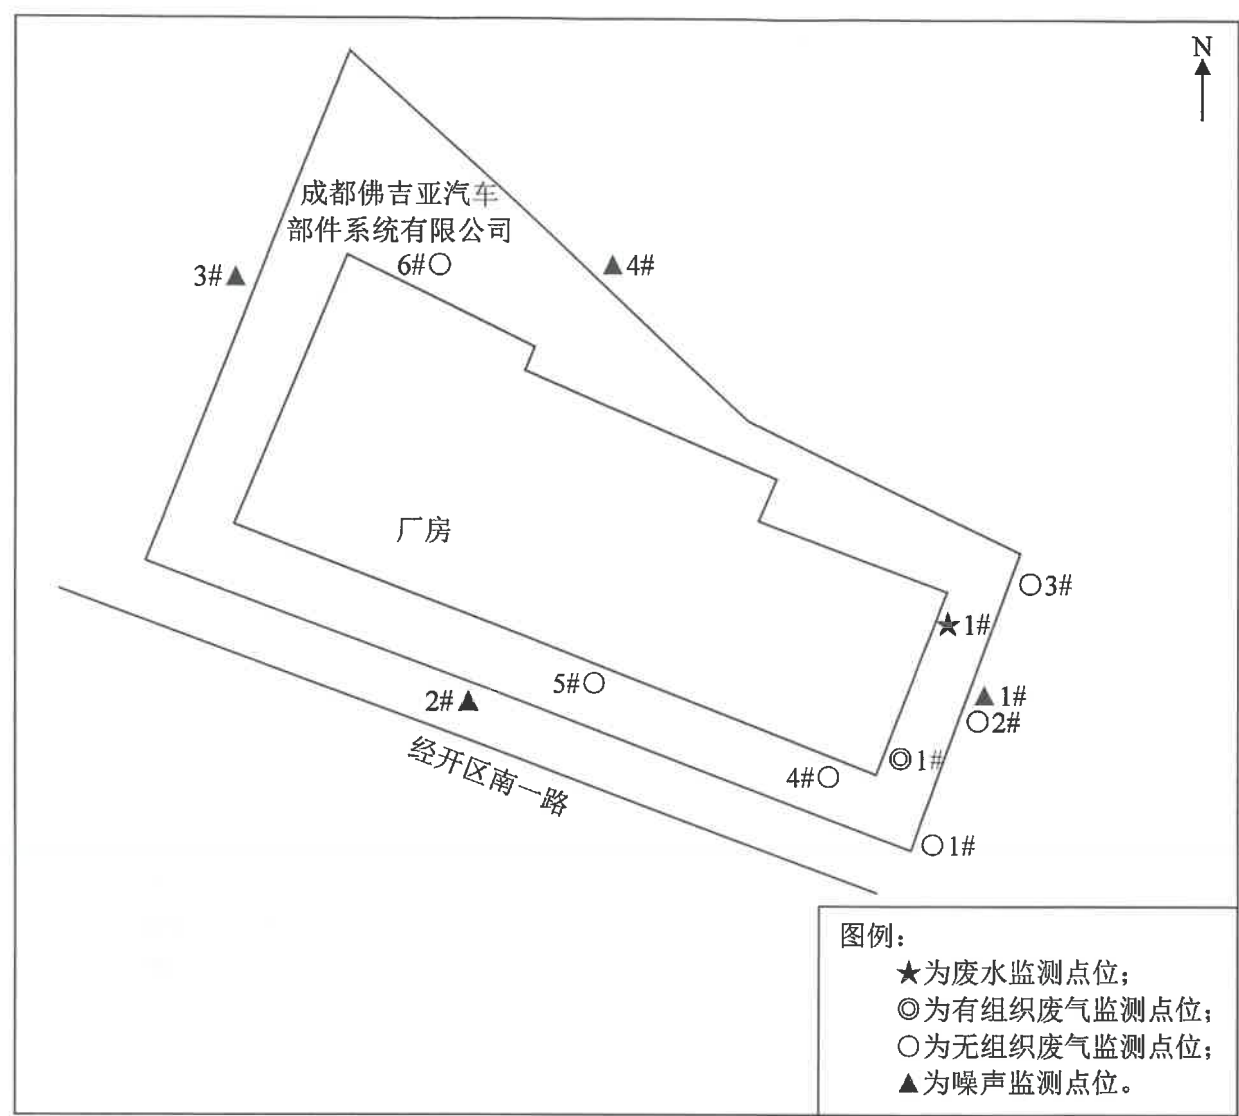 N
成都佛吉亚汽车
部件系统有限公司
6#○
3#▲
▲4#
厂房
○3#
★1#
5#○
▲1#
2#▲
○2#
经开区南一路
◎1#
4#○
○1#
图例：
★为废水监测点位；
◎为有组织废气监测点位；
○为无组织废气监测点位；
▲为噪声监测点位。